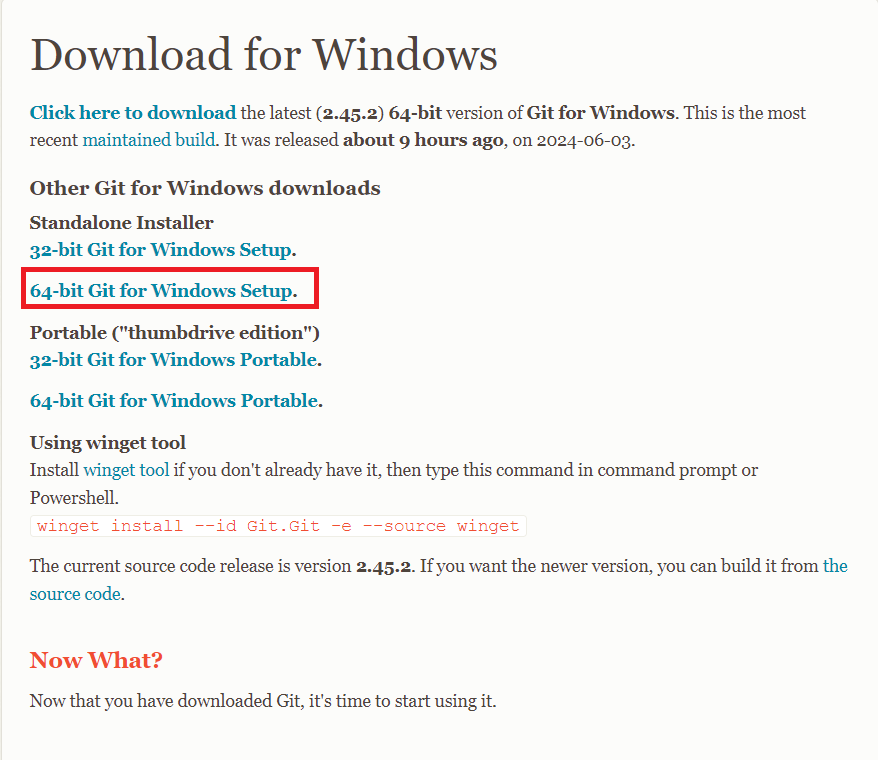 Download for Windows
Click here to download the latest (2.45.2) 64-bit version of Git for Windows. This is the most
recent maintained build. It was released about 9 hours ago, on 2024-06-03.
Other Git for Windows downloads
Standalone Installer
32-bit Git for Windows Setup.
64-bit Git for Windows Setup.
Portable ("thumbdrive edition")
32-bit Git for Windows Portable.
64-bit Git for Windows Portable.
Using winget tool
Install winget tool if you don't already have it, then type this command in command prompt or
Powershell.
winget install --id Git.Git -e --source winget
The current source code release is version 2.45.2. If you want the newer version, you can build it from the
source code.
Now What?
Now that you have downloaded Git, it's time to start using it.